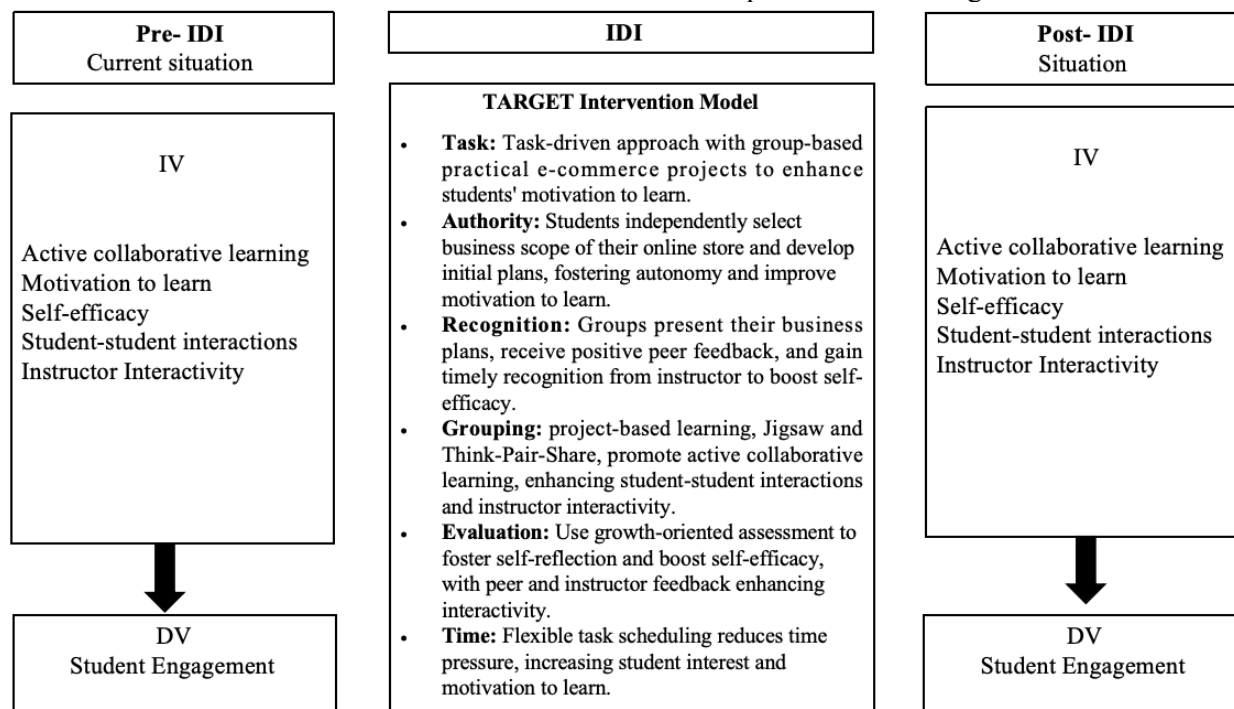 Pre- IDI
Current situation
IV
Active collaborative learning
Motivation to learn
Self-efficacy
Student-student interactions
Instructor Interactivity
DV
Student Engagement
IDI
TARGET Intervention Model
• Task: Task-driven approach with group-based
practical e-commerce projects to enhance
students' motivation to learn.
• Authority: Students independently select
business scope of their online store and develop
initial plans, fostering autonomy and improve
motivation to learn.
• Recognition: Groups present their business
plans, receive positive peer feedback, and gain
timely recognition from instructor to boost self-
efficacy.
• Grouping: project-based learning, Jigsaw and
Think-Pair-Share, promote active collaborative
learning, enhancing student-student interactions
and instructor interactivity.
• Evaluation: Use growth-oriented assessment to
foster self-reflection and boost self-efficacy,
with peer and instructor feedback enhancing
interactivity.
• Time: Flexible task scheduling reduces time
pressure, increasing student interest and
motivation to learn.
Post- IDI
Situation
IV
Active collaborative learning
Motivation to learn
Self-efficacy
Student-student interactions
Instructor Interactivity
DV
Student Engagement